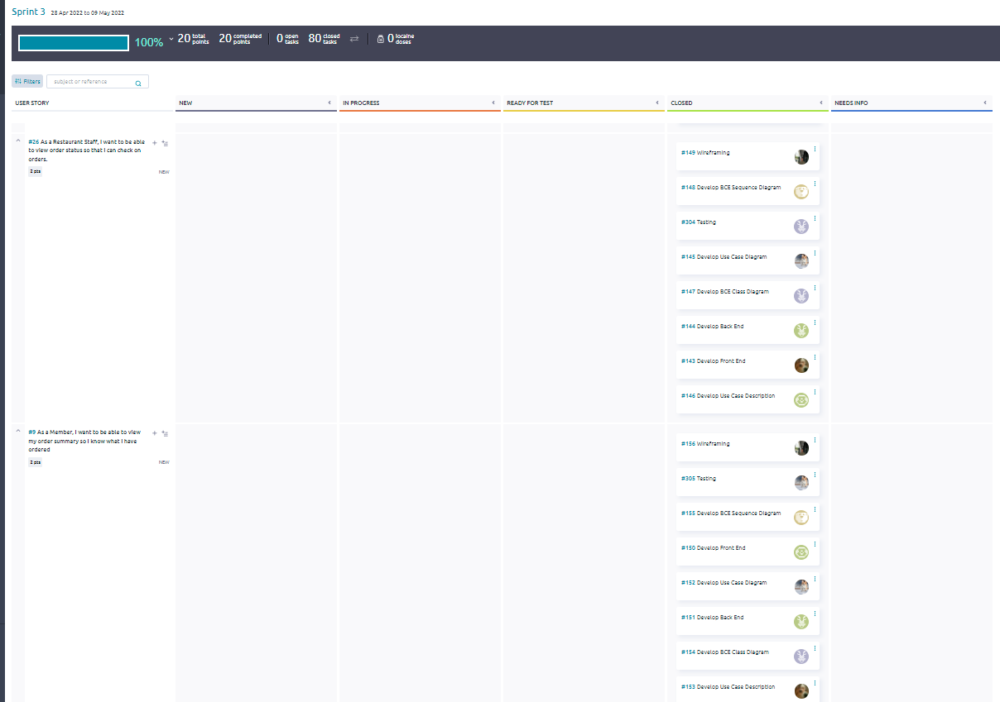 Sprint 3 28 Apr 2022 to 09 May 2022
100% 20 total points 20 completed points 0 open tasks 80 closed tasks 0 iocaine doses
Filters subject or reference
USER STORY NEW IN PROGRESS READY FOR TEST CLOSED NEEDS INFO
#26 As a Restaurant Staff, I want to be able
to view order status so that I can check on
orders.
2 pts NEW
#149 Wireframing
#148 Develop BCE Sequence Diagram
#304 Testing
#145 Develop Use Case Diagram
#147 Develop BCE Class Diagram
#144 Develop Back End
#143 Develop Front End
#146 Develop Use Case Description
#9 As a Member, I want to be able to view
my order summary so I know what I have
ordered
2 pts NEW
#156 Wireframing
#305 Testing
#155 Develop BCE Sequence Diagram
#150 Develop Front End
#152 Develop Use Case Diagram
#151 Develop Back End
#154 Develop BCE Class Diagram
#153 Develop Use Case Description